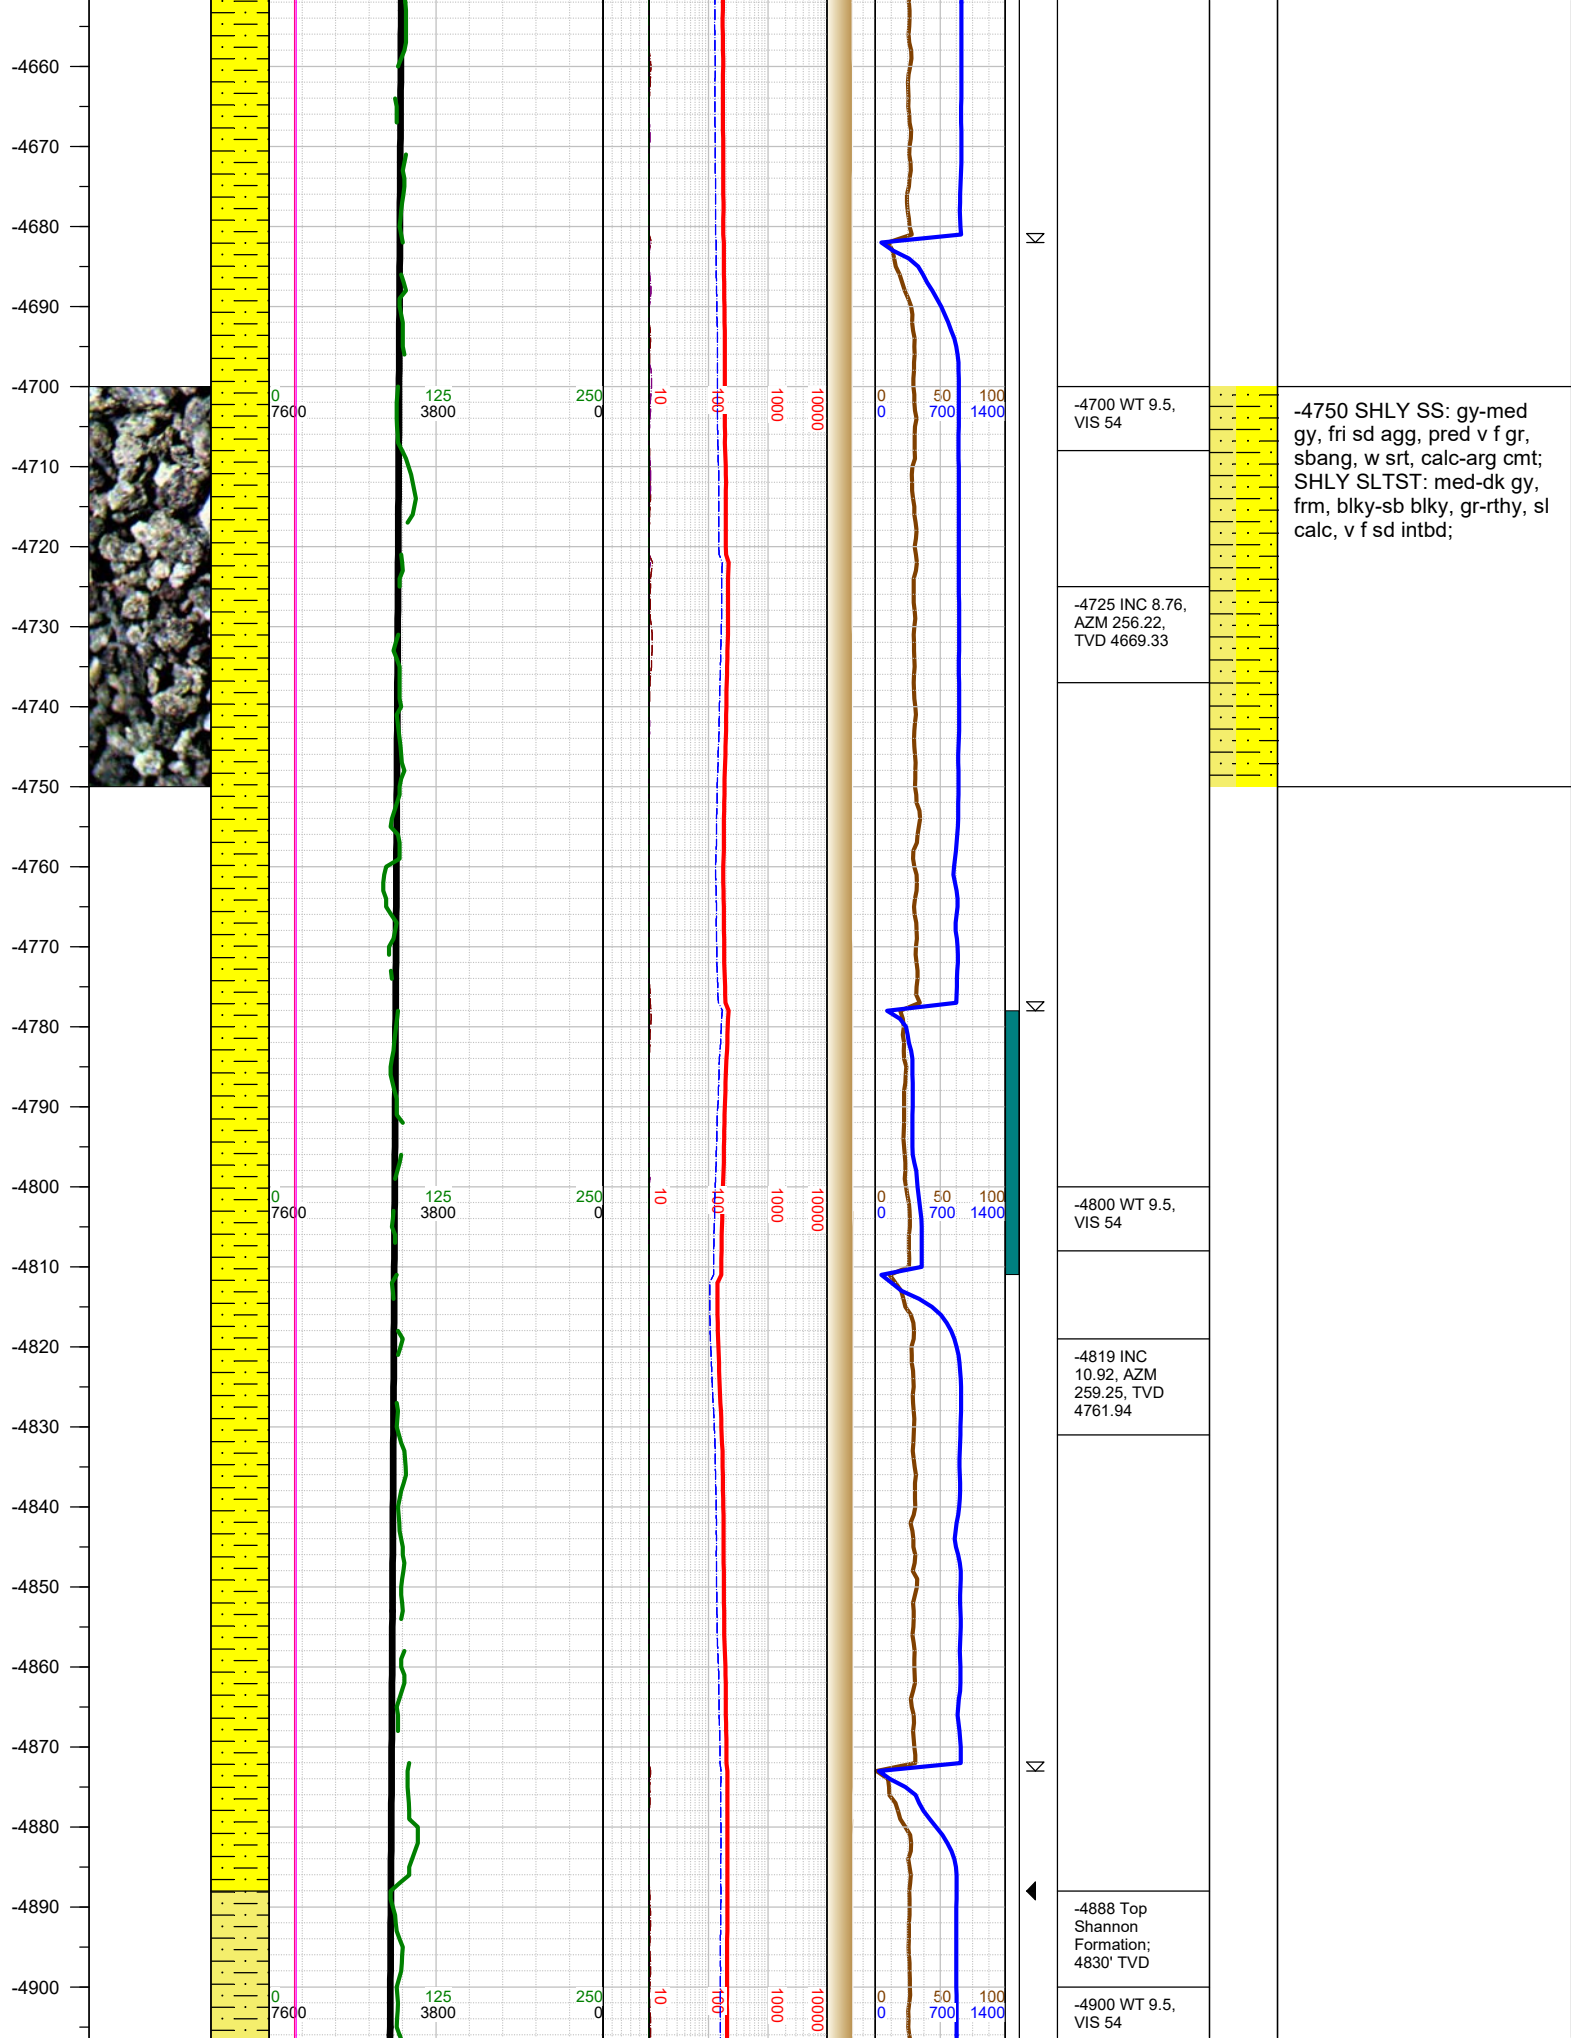 -4660
-4670
-4680
-4690
-4700
0 125 250 10 100 1000 10000 0 50 100
7600 3800 0 0 700 1400
-4700 WT 9.5,
VIS 54
-4750 SHLY SS: gy-med
gy, fri sd agg, pred v f gr,
sbang, w srt, calc-arg cmt;
SHLY SLTST: med-dk gy,
frm, blky-sb blky, gr-rthy, sl
calc, v f sd intbd;
-4710
-4720
-4725 INC 8.76,
AZM 256.22,
TVD 4669.33
-4730
-4740
-4750
-4760
-4770
-4780
-4790
-4800
0 125 250 10 100 1000 10000 0 50 100
7600 3800 0 0 700 1400
-4800 WT 9.5,
VIS 54
-4810
-4820
-4819 INC
10.92, AZM
259.25, TVD
4761.94
-4830
-4840
-4850
-4860
-4870
-4880
-4890
-4888 Top
Shannon
Formation;
4830' TVD
-4900
0 125 250 10 100 1000 10000 0 50 100
7600 3800 0 0 700 1400
-4900 WT 9.5,
VIS 54